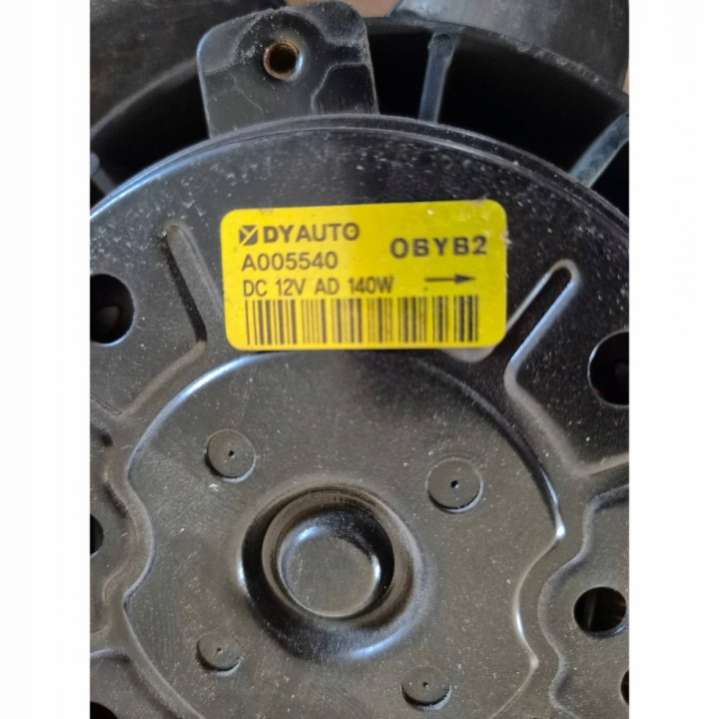 DYAUTO
A005540
OBYB2
DC 12V AD 140W